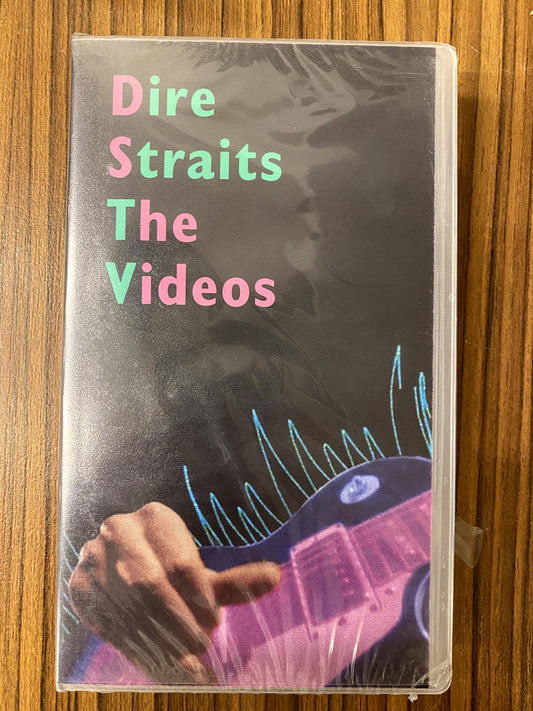 Dire
Straits
The
Videos